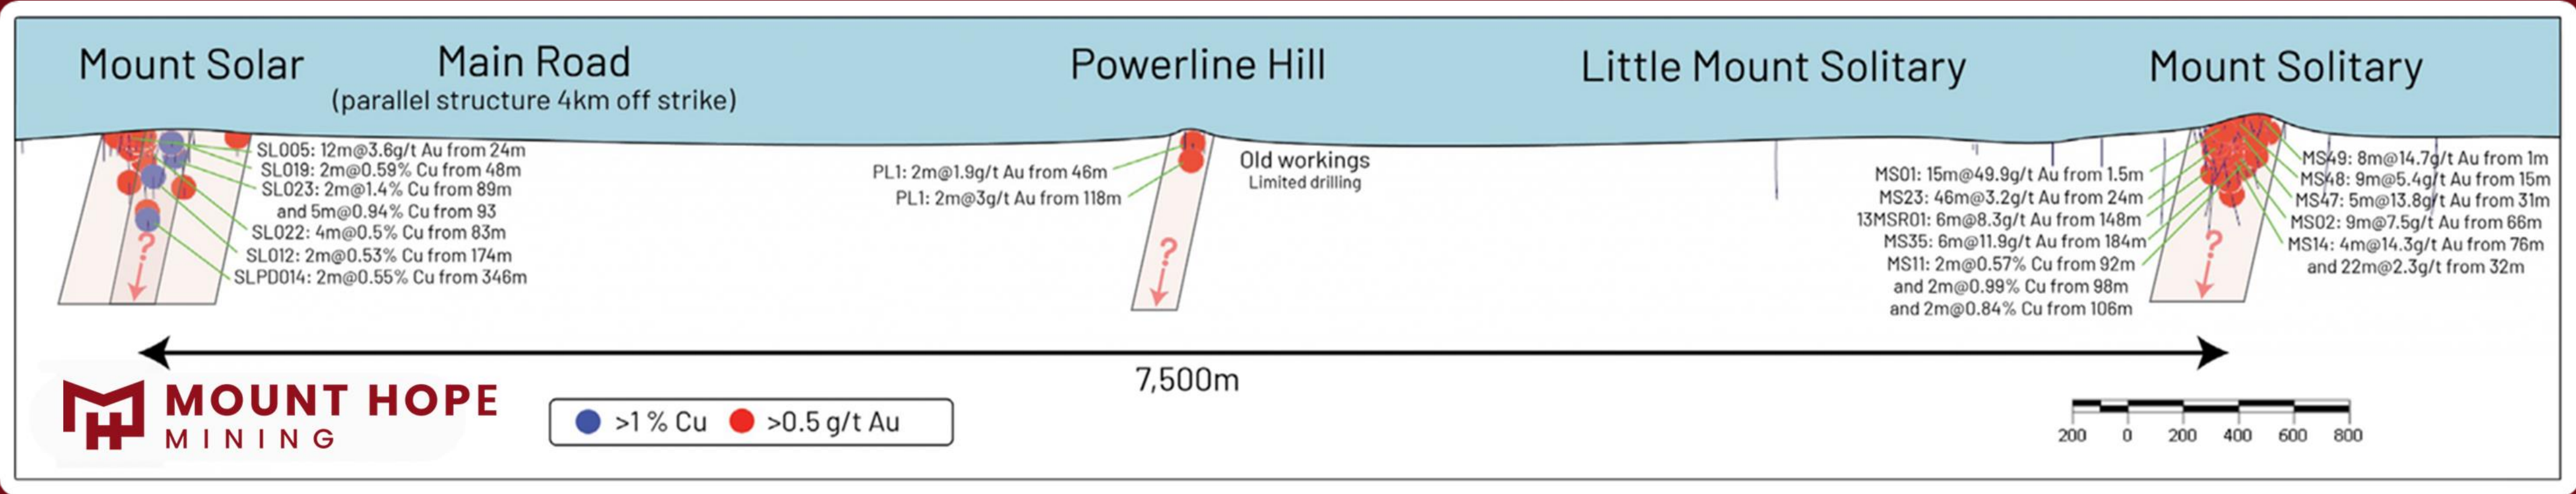 Mount Solar
Main Road
(parallel structure 4km off strike)
Powerline Hill
Little Mount Solitary
Mount Solitary
SL005: 12m@3.6g/t Au from 24m
SL019: 2m@0.59% Cu from 48m
SL023: 2m@1.4% Cu from 89m
and 5m@0.94% Cu from 93
SL022: 4m@0.5% Cu from 83m
SL012: 2m@0.53% Cu from 174m
SLPD014: 2m@0.55% Cu from 346m
?
PL1: 2m@1.9g/t Au from 46m
PL1: 2m@3g/t Au from 118m
Old workings
Limited drilling
?
MS01: 15m@49.9g/t Au from 1.5m
MS23: 46m@3.2g/t Au from 24m
13MSR01: 6m@8.3g/t Au from 148m
MS35: 6m@11.9g/t Au from 184m
MS11: 2m@0.57% Cu from 92m
and 2m@0.99% Cu from 98m
and 2m@0.84% Cu from 106m
?
MS49: 8m@14.7g/t Au from 1m
MS48: 9m@5.4g/t Au from 15m
MS47: 5m@13.8g/t Au from 31m
MS02: 9m@7.5g/t Au from 66m
MS14: 4m@14.3g/t Au from 76m
and 22m@2.3g/t from 32m
7,500m
MOUNT HOPE
MINING
>1 % Cu >0.5 g/t Au
200 0 200 400 600 800